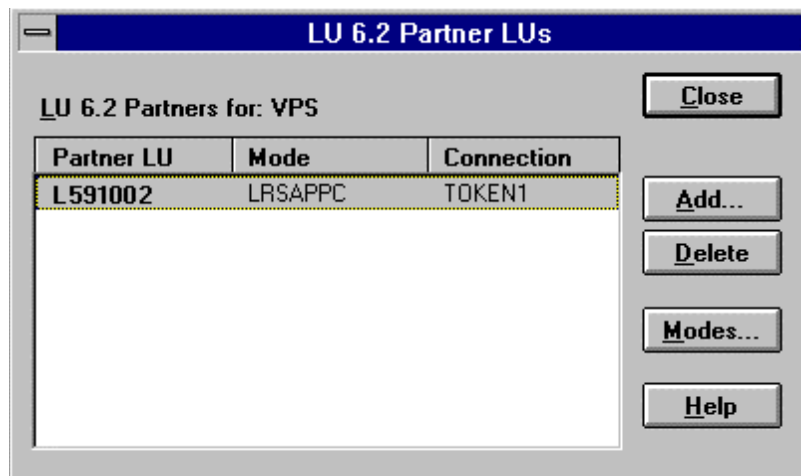 LU 6.2 Partner LUs
LU 6.2 Partners for: VPS
Close
Partner LU Mode Connection
L591002 LRSAPPC TOKEN1
Add...
Delete
Modes...
Help